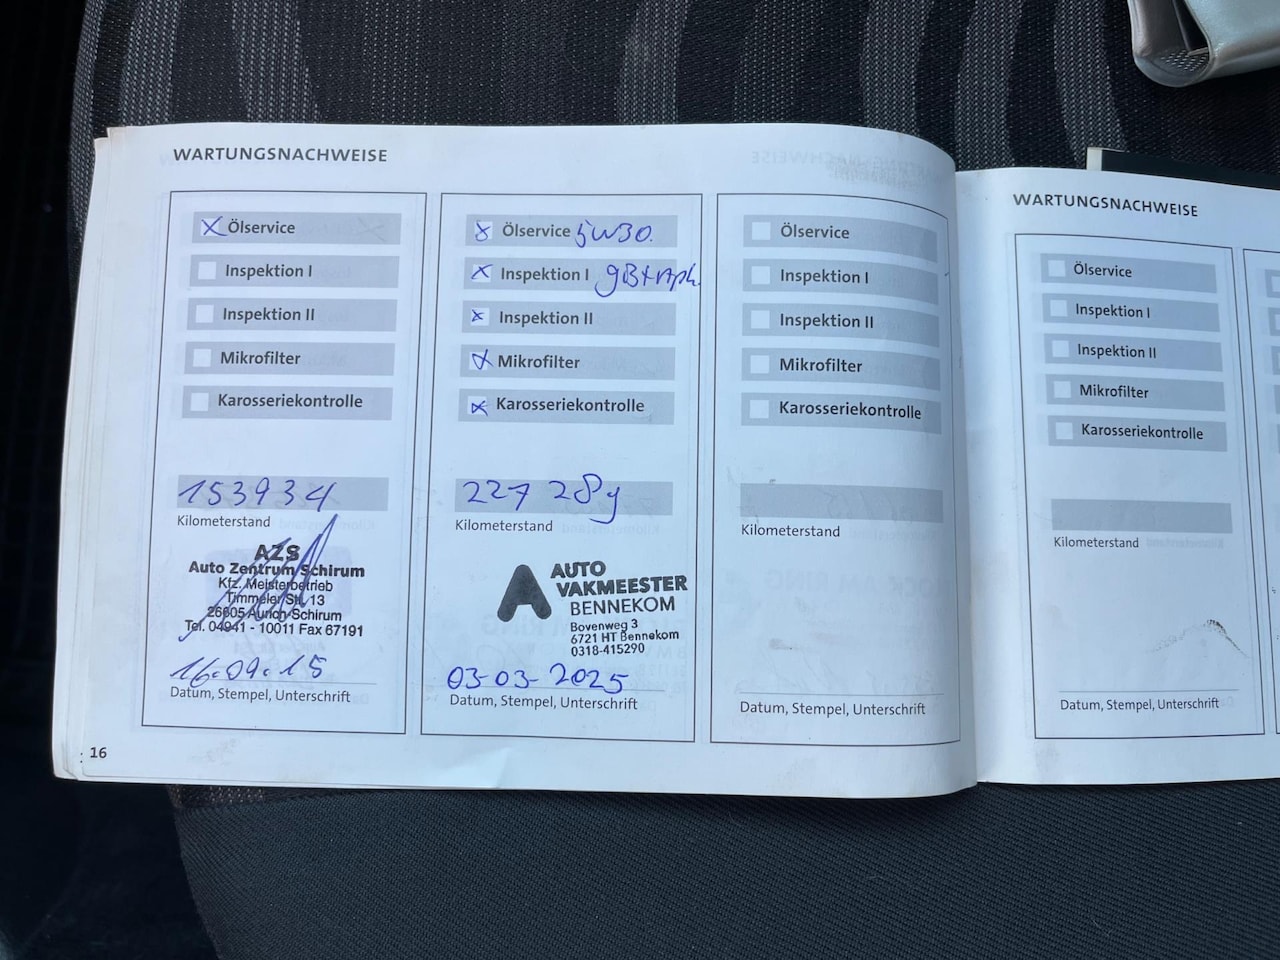 WARTUNGSNACHWEISE
Ölservice
Inspektion I
Inspektion II
Mikrofilter
Karosseriekontrolle
153934
Kilometerstand
AZS
Auto Zentrum Schirum
Kfz. Meisterbetrieb
Timmeler Str. 13
26605 Aurich-Schirum
Tel. 04941 - 10011 Fax 67191
16.09.15
Datum, Stempel, Unterschrift
16
Ölservice 5W30.
Inspektion I
Inspektion II
Mikrofilter
Karosseriekontrolle
227 289
Kilometerstand
AUTO
VAKMEESTER
BENNEKOM
Bovenweg 3
6721 HT Bennekom
0318-415290
03-03-2025
Datum, Stempel, Unterschrift
Ölservice
Inspektion I
Inspektion II
Mikrofilter
Karosseriekontrolle
Kilometerstand
Datum, Stempel, Unterschrift
WARTUNGSNACHWEISE
Ölservice
Inspektion I
Inspektion II
Mikrofilter
Karosseriekontrolle
Kilometerstand
Datum, Stempel, Unterschrift